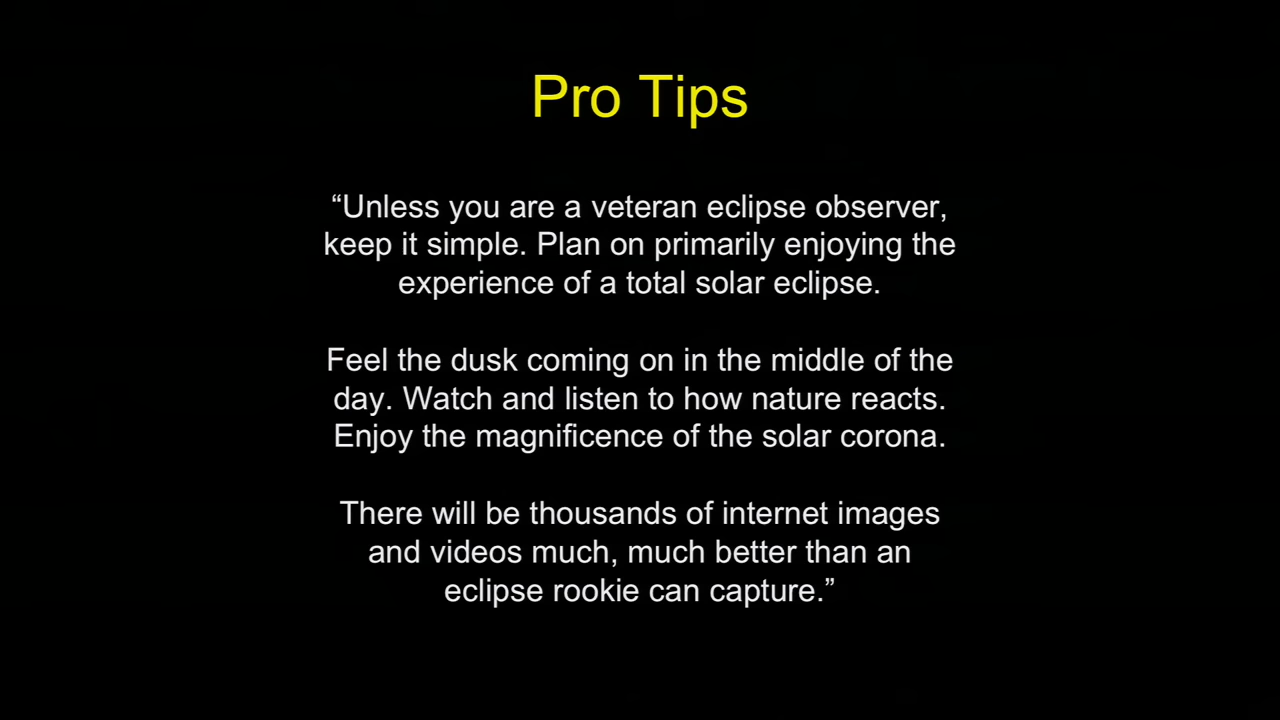 Pro Tips
“Unless you are a veteran eclipse observer,
keep it simple. Plan on primarily enjoying the
experience of a total solar eclipse.
Feel the dusk coming on in the middle of the
day. Watch and listen to how nature reacts.
Enjoy the magnificence of the solar corona.
There will be thousands of internet images
and videos much, much better than an
eclipse rookie can capture.”